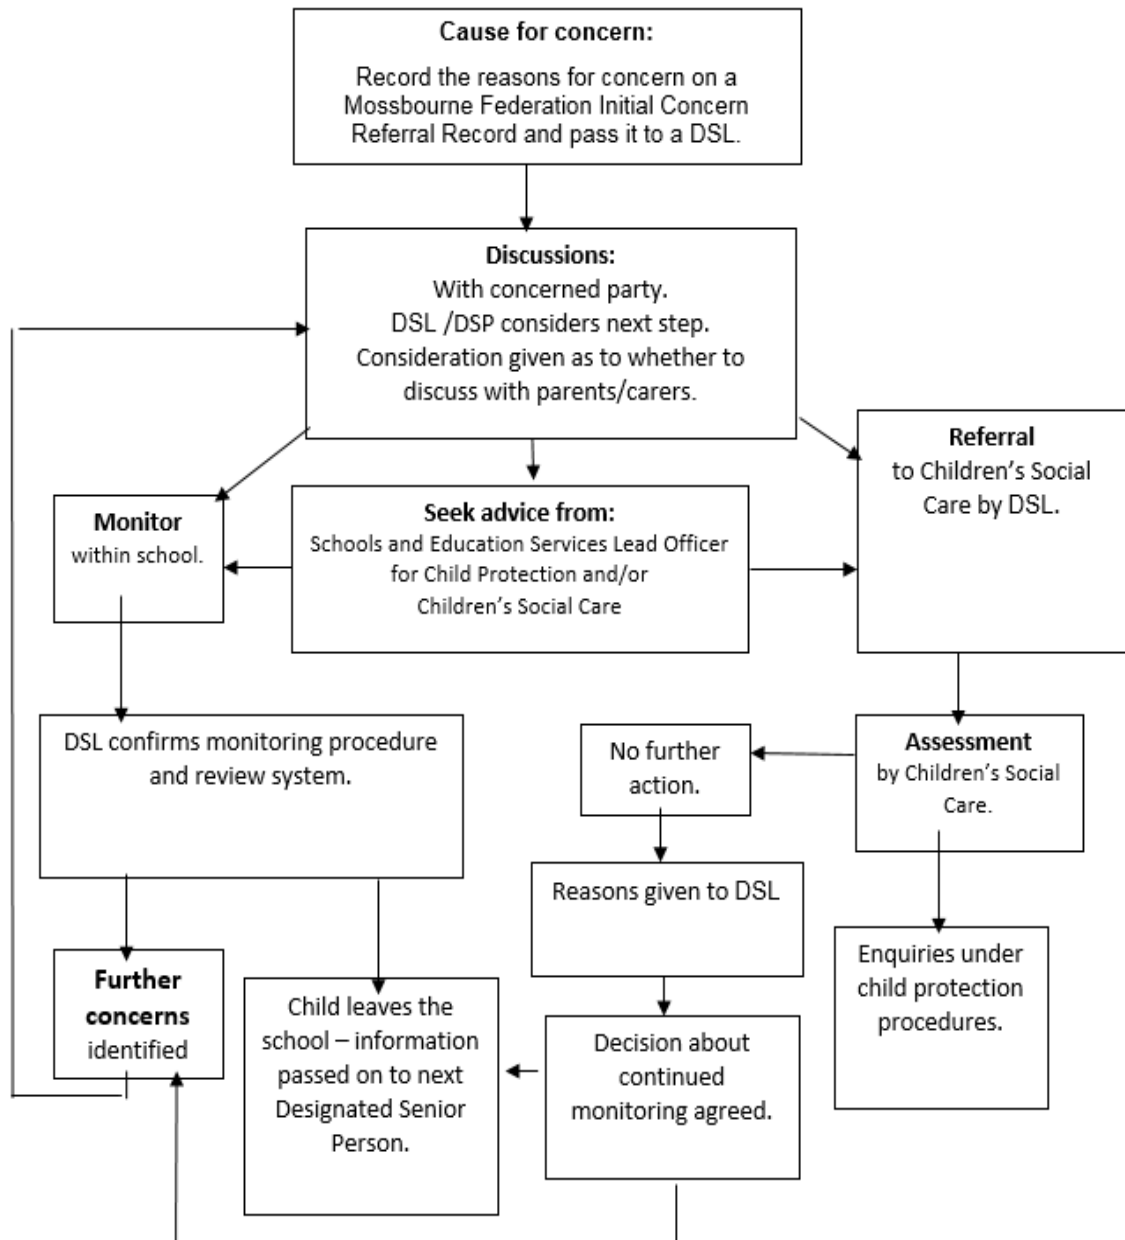 Cause for concern:
Record the reasons for concern on a
Mossbourne Federation Initial Concern
Referral Record and pass it to a DSL.
Discussions:
With concerned party.
DSL /DSP considers next step.
Consideration given as to whether to
discuss with parents/carers.
Referral
to Children's Social
Care by DSL.
Monitor
within school.
Seek advice from:
Schools and Education Services Lead Officer
for Child Protection and/or
Children's Social Care
DSL confirms monitoring procedure
and review system.
No further
action.
Assessment
by Children's Social
Care.
Reasons given to DSL
Enquiries under
child protection
procedures.
Further
concerns
identified
Child leaves the
school – information
passed on to next
Designated Senior
Person.
Decision about
continued
monitoring agreed.